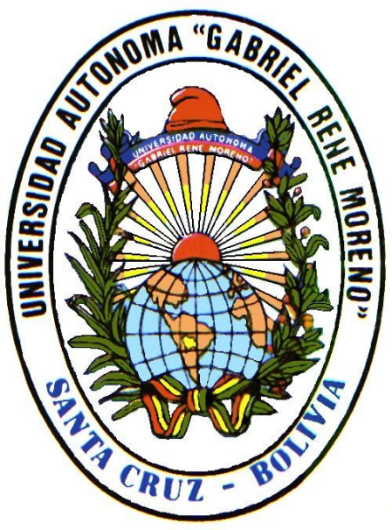 UNIVERSIDAD AUTONOMA "GABRIEL RENE MORENO"
UNIVERSIDAD AUTONOMA
"GABRIEL RENE MORENO"
SANTA CRUZ - BOLIVIA